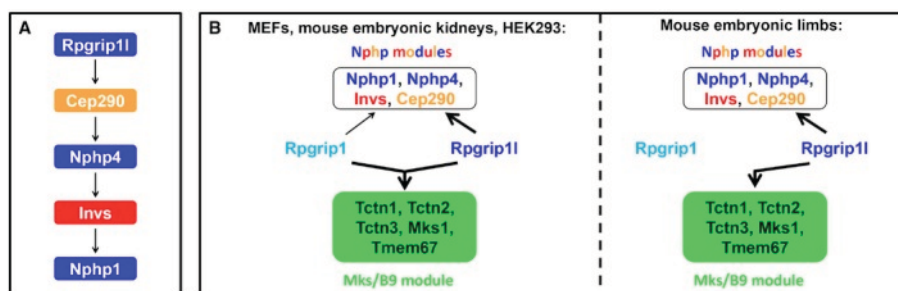 A
Rpgrip1l
Cep290
Nphp4
Invs
Nphp1
B
MEFs, mouse embryonic kidneys, HEK293:
Nphp modules
Nphp1, Nphp4,
Invs, Cep290
Rpgrip1
Rpgrip1l
Tctn1, Tctn2,
Tctn3, Mks1,
Tmem67
Mks/B9 module
Mouse embryonic limbs:
Nphp modules
Nphp1, Nphp4,
Invs, Cep290
Rpgrip1
Rpgrip1l
Tctn1, Tctn2,
Tctn3, Mks1,
Tmem67
Mks/B9 module